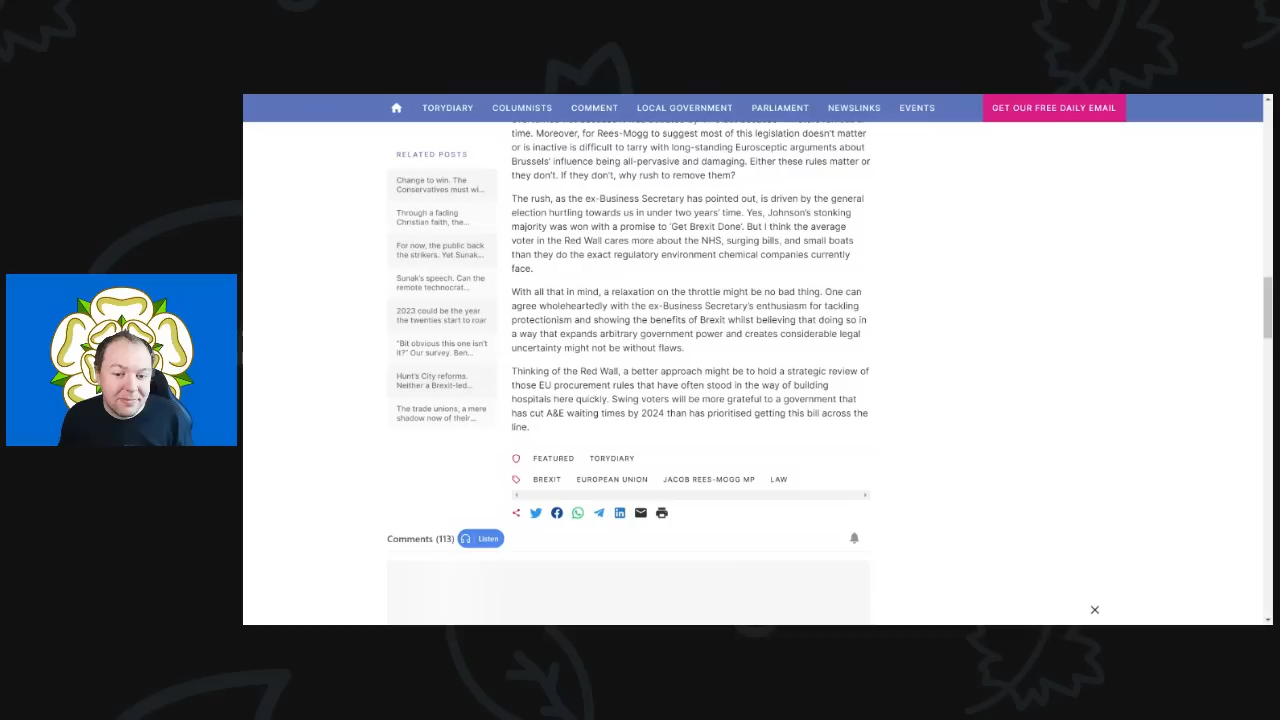 TORYDIARY COLUMNISTS COMMENT LOCAL GOVERNMENT PARLIAMENT NEWSLINKS EVENTS GET OUR FREE DAILY EMAIL
RELATED POSTS
Change to win. The
Conservatives must wi...
Through a fading
Christian faith, the...
For now, the public back
the strikers. Yet Sunak...
Sunak's speech. Can the
remote technocrat...
2023 could be the year
the twenties start to roar
"Bit obvious this one isn't
it?" Our survey. Ben...
Hunt's City reforms.
Neither a Brexit-led...
The trade unions, a mere
shadow now of their...
time. Moreover, for Rees-Mogg to suggest most of this legislation doesn't matter
or is inactive is difficult to tarry with long-standing Eurosceptic arguments about
Brussels' influence being all-pervasive and damaging. Either these rules matter or
they don't. If they don't, why rush to remove them?
The rush, as the ex-Business Secretary has pointed out, is driven by the general
election hurtling towards us in under two years' time. Yes, Johnson's stonking
majority was won with a promise to 'Get Brexit Done'. But I think the average
voter in the Red Wall cares more about the NHS, surging bills, and small boats
than they do the exact regulatory environment chemical companies currently
face.
With all that in mind, a relaxation on the throttle might be no bad thing. One can
agree wholeheartedly with the ex-Business Secretary's enthusiasm for tackling
protectionism and showing the benefits of Brexit whilst believing that doing so in
a way that expands arbitrary government power and creates considerable legal
uncertainty might not be without flaws.
Thinking of the Red Wall, a better approach might be to hold a strategic review of
those EU procurement rules that have often stood in the way of building
hospitals here quickly. Swing voters will be more grateful to a government that
has cut A&E waiting times by 2024 than has prioritised getting this bill across the
line.
FEATURED TORYDIARY
BREXIT EUROPEAN UNION JACOB REES-MOGG MP LAW
Comments (113) Listen